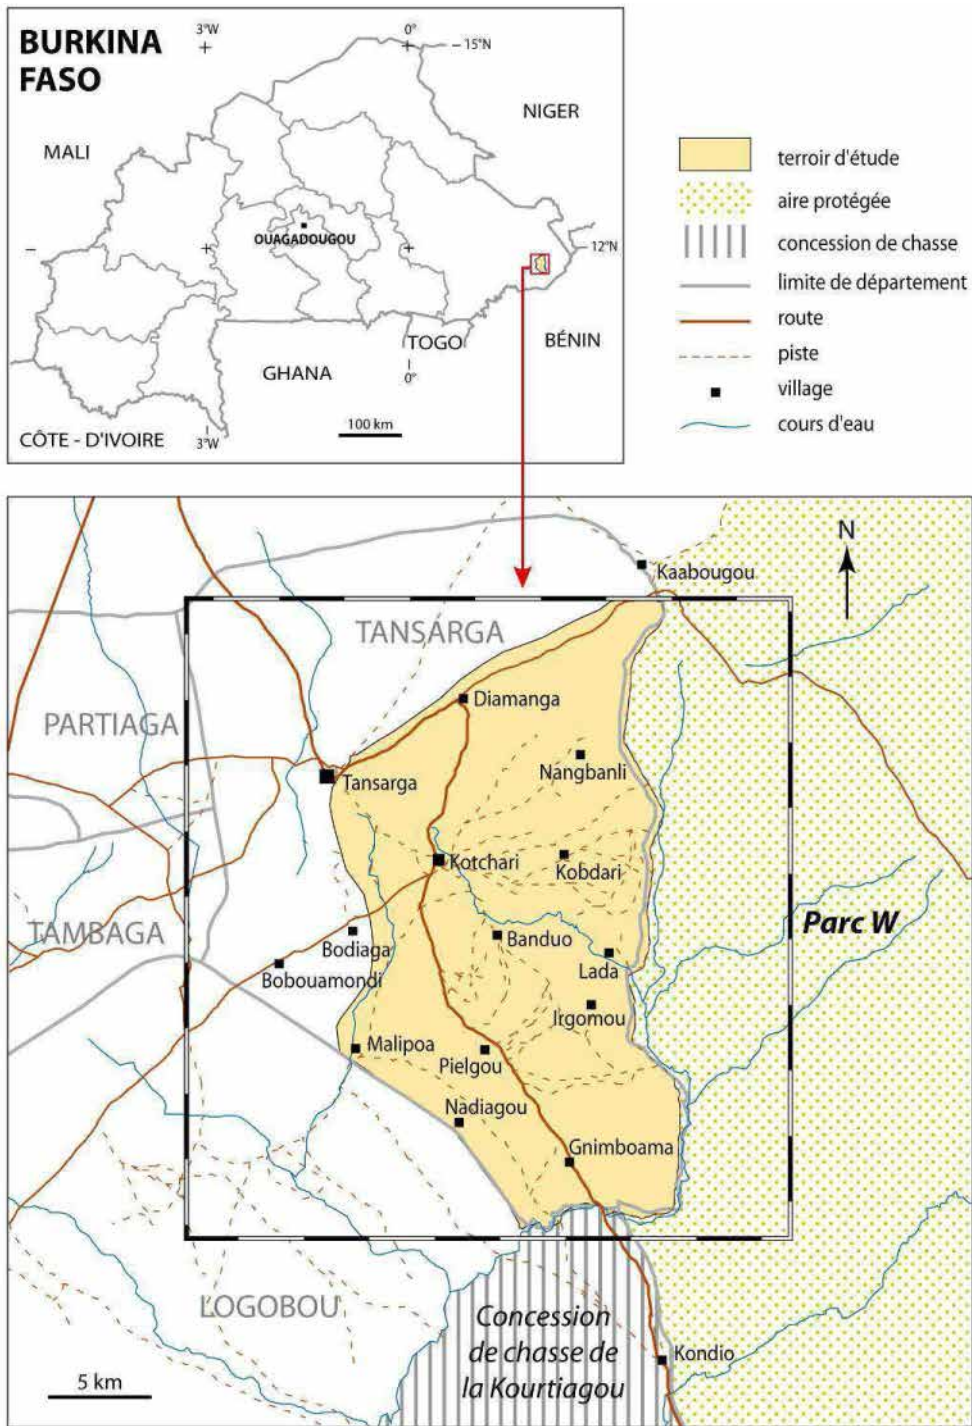 BURKINA
FASO
3°W
0°
15°N
NIGER
MALI
OUAGADOUGOU
12°N
TOGO
BÉNIN
GHANA
0°
100 km
CÔTE - D'IVOIRE
3°W
terroir d'étude
aire protégée
concession de chasse
limite de département
route
piste
village
cours d'eau
N
Kaabougou
TANSARGA
Diamanga
PARTIAGA
Nangbanli
Tansarga
Kotchari
Kobdari
Parc W
TAMBAGA
Banduo
Bodiaga
Lada
Bobouamondi
Irgomou
Malipoa
Pielgou
Nadiagou
Gnimboama
LOGOBOU
Concession
de chasse de
la Kourtiagou
Kondio
5 km